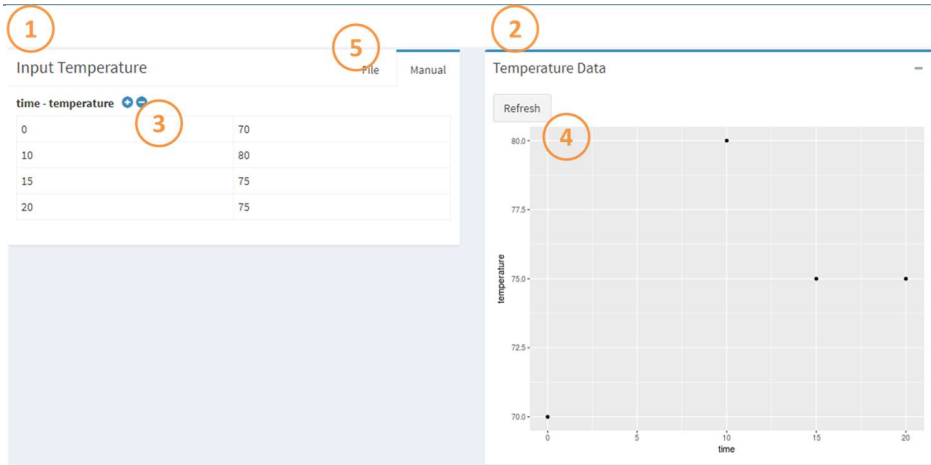 1
2
5
Input Temperature
File
Manual
Temperature Data
time - temperature
3
Refresh
4
0 70
10 80
15 75
20 75
80.0
77.5
75.0
72.5
70.0
temperature
0 5 10 15 20
time